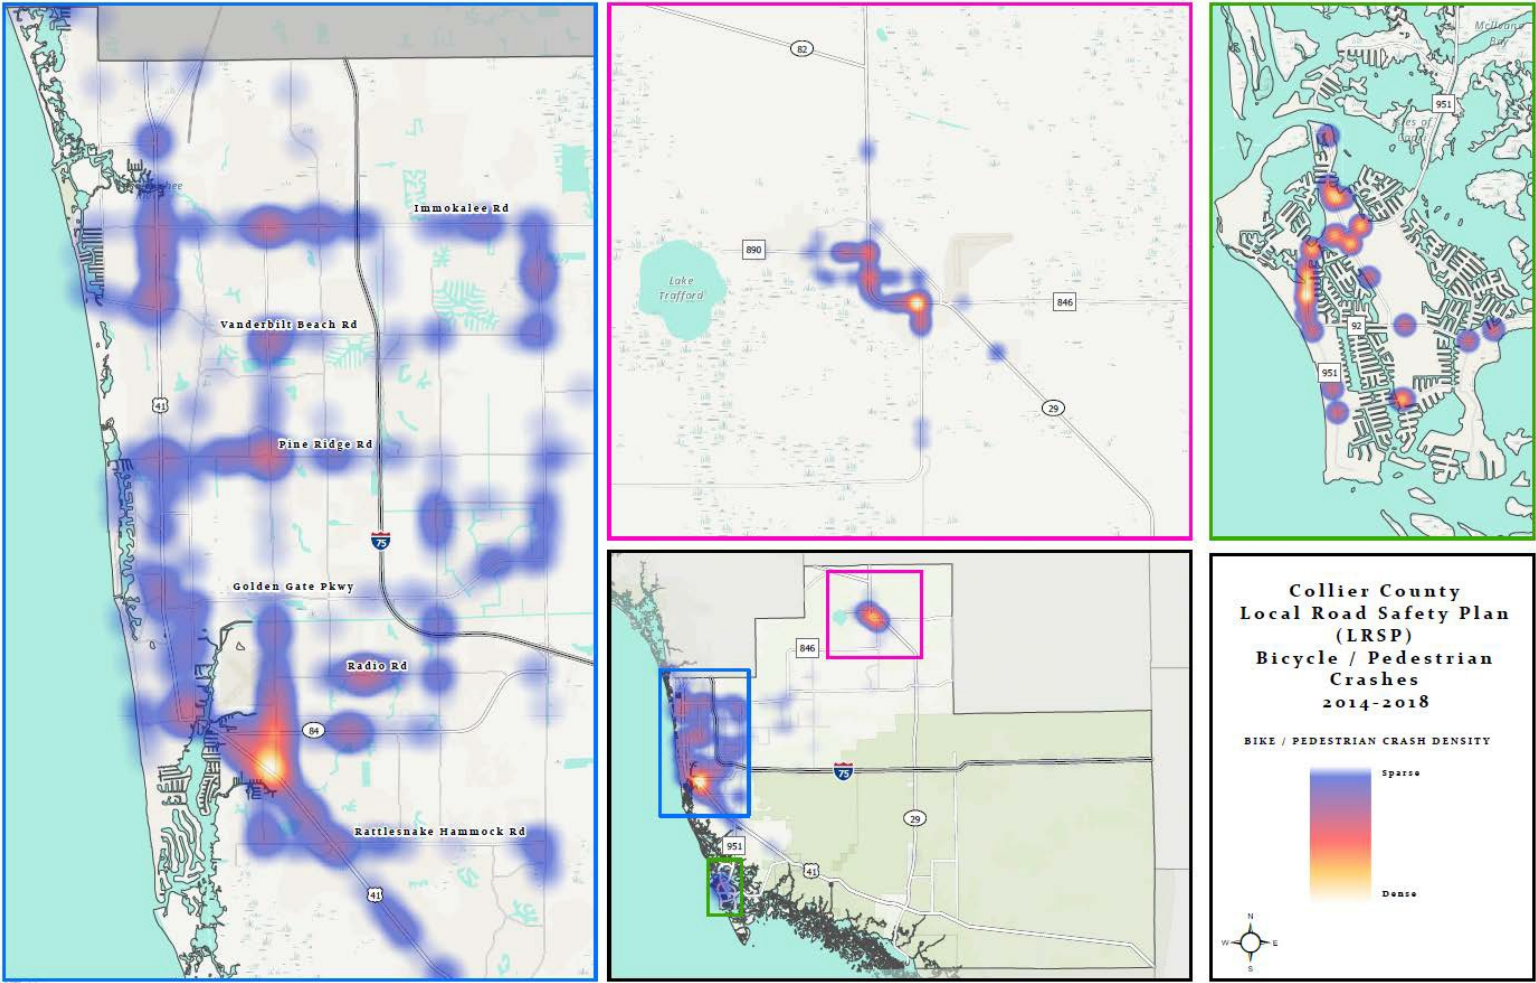 Immokalee Rd
Vanderbilt Beach Rd
41
Pine Ridge Rd
75
Golden Gate Pkwy
Radio Rd
84
Rattlesnake Hammock Rd
41
82
890
Lake
Trafford
846
29
951
Isles of
92
951
846
75
29
951
41
Collier County
Local Road Safety Plan
(LRSP)
Bicycle / Pedestrian
Crashes
2014-2018
BIKE / PEDESTRIAN CRASH DENSITY
Sparse
Dense
N
W E
S